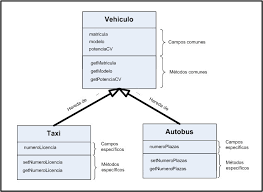 Vehiculo
matricula
modelo
potenciaCV
Campos comunes
getMatricula
getModelo
getPotenciaCV
Métodos comunes
Hereda de
Hereda de
Taxi
numeroLicencia
Campos
específicos
setNumeroLicencia
getNumeroLicencia
Métodos
específicos
Autobus
numeroPlazas
Campos
específicos
setNumeroPlazas
getNumeroPlazas
Métodos
específicos